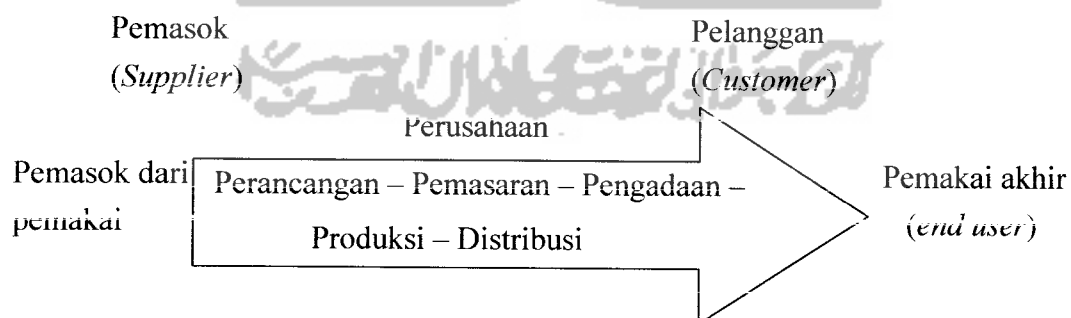 Pemasok
(Supplier)
Pelanggan
(Customer)
Perusahaan
Pemasok dari
pemakai
Perancangan – Pemasaran – Pengadaan –
Produksi – Distribusi
Pemakai akhir
(end user)